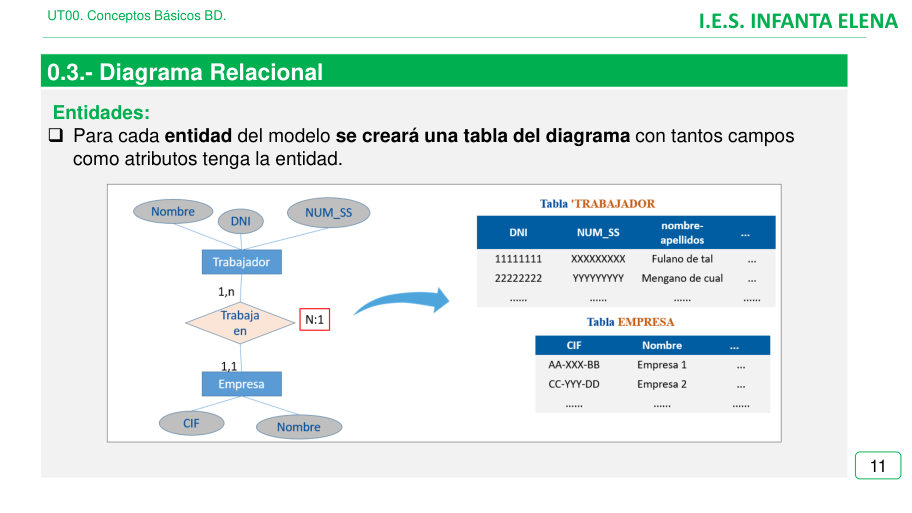 UT00. Conceptos Básicos BD.
I.E.S. INFANTA ELENA
0.3.- Diagrama Relacional
Entidades:
❑ Para cada entidad del modelo se creará una tabla del diagrama con tantos campos
como atributos tenga la entidad.
Nombre
DNI
NUM_SS
Trabajador
1,n
Trabaja
en
N:1
1,1
Empresa
CIF
Nombre
Tabla 'TRABAJADOR
DNI NUM_SS nombre-
apellidos ...
11111111 XXXXXXXXX Fulano de tal ...
22222222 YYYYYYYYY Mengano de cual ...
...... ...... ...... ......
Tabla EMPRESA
CIF Nombre ...
AA-XXX-BB Empresa 1 ...
CC-YYY-DD Empresa 2 ...
...... ...... ......
11